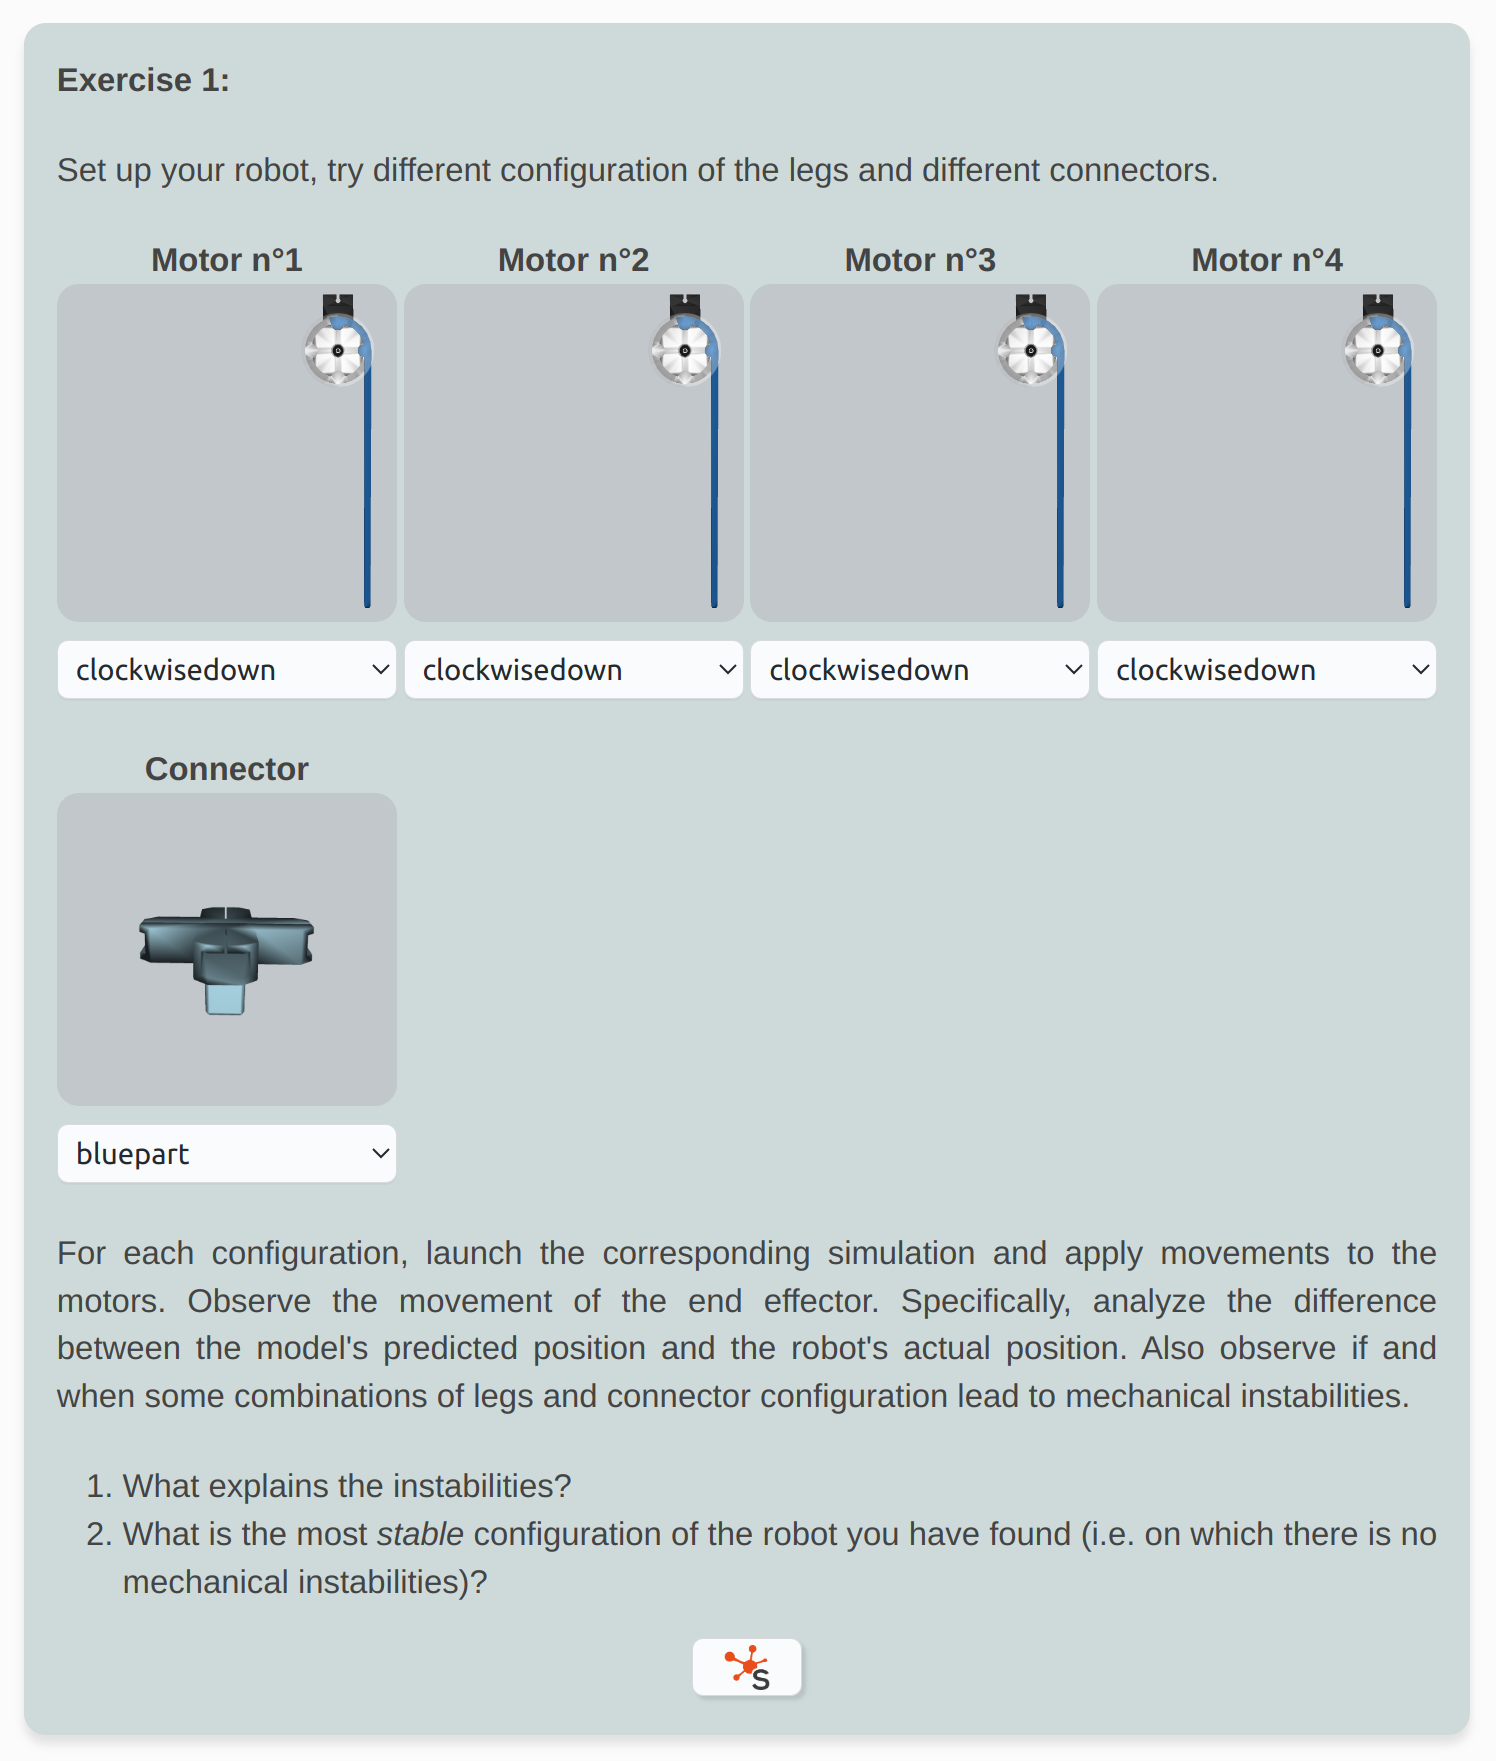 Exercise 1:
Set up your robot, try different configuration of the legs and different connectors.
Motor n°1 Motor n°2 Motor n°3 Motor n°4
clockwisedown clockwisedown clockwisedown clockwisedown
Connector
bluepart
For each configuration, launch the corresponding simulation and apply movements to the
motors. Observe the movement of the end effector. Specifically, analyze the difference
between the model's predicted position and the robot's actual position. Also observe if and
when some combinations of legs and connector configuration lead to mechanical instabilities.
1. What explains the instabilities?
2. What is the most stable configuration of the robot you have found (i.e. on which there is no
mechanical instabilities)?
S